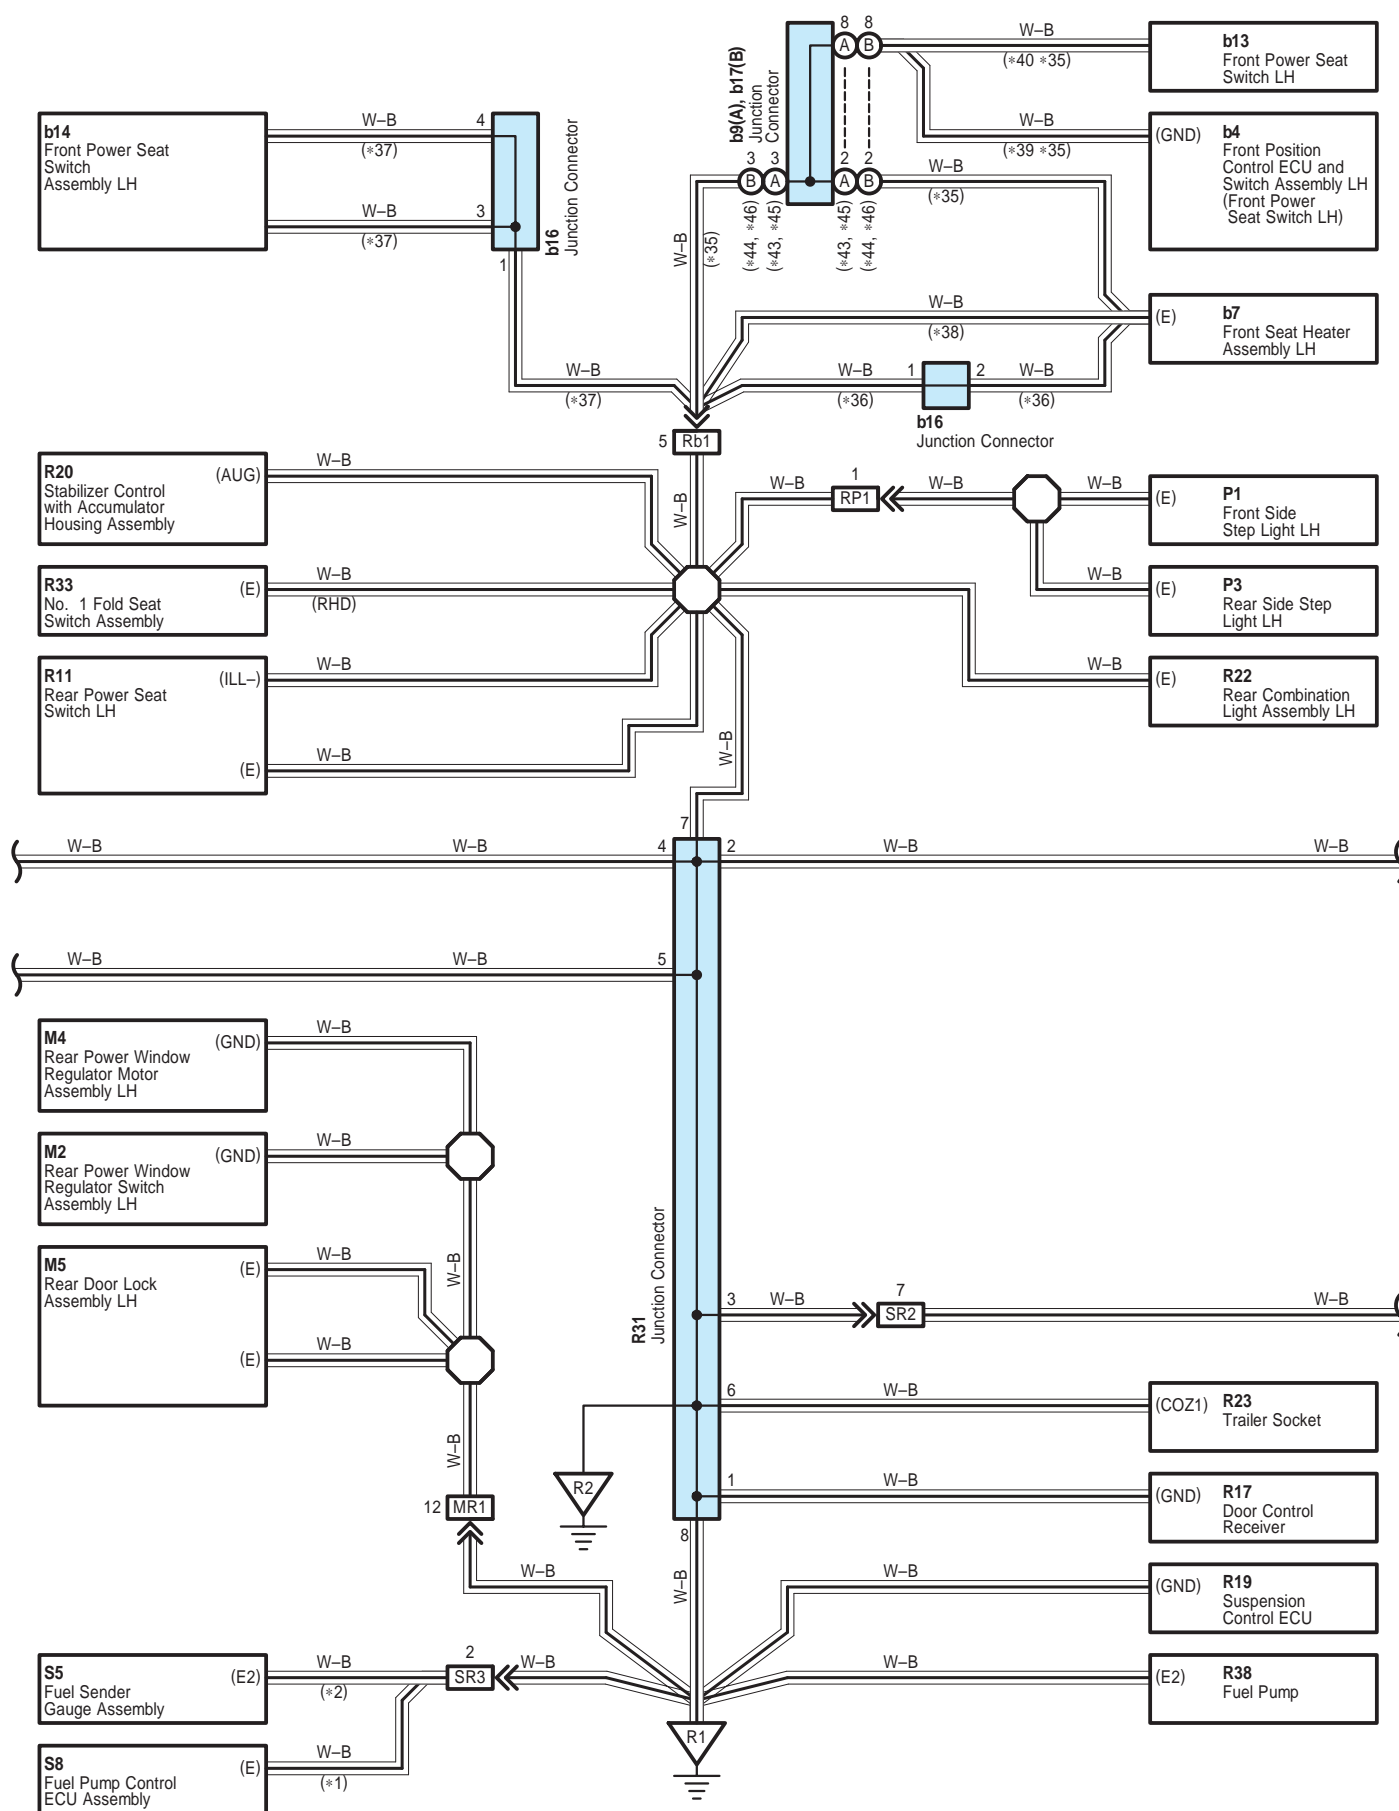 8 8
W–B
(*40 *35)
b13
Front Power Seat
Switch LH
b9(A), b17(B)
Junction
Connector
A B
b14
Front Power Seat
Switch
Assembly LH
W–B
(*37)
4
W–B
(*37)
3
1
b16
Junction Connector
W–B
(*39 *35)
(GND)
b4
Front Position
Control ECU and
Switch Assembly LH
(Front Power
Seat Switch LH)
3 3
B A
2 2
A B
W–B
(*35)
W–B
(*35)
(*44, *46)
(*43, *45)
(*43, *45)
(*44, *46)
W–B
(*38)
(E)
b7
Front Seat Heater
Assembly LH
W–B
(*37)
W–B
(*36)
1
2
W–B
(*36)
b16
Junction Connector
5
Rb1
W–B
R20
Stabilizer Control
with Accumulator
Housing Assembly
(AUG)
W–B
W–B
1
RP1
W–B
W–B
(E)
P1
Front Side
Step Light LH
R33
No. 1 Fold Seat
Switch Assembly
(E)
W–B
(RHD)
W–B
(E)
P3
Rear Side Step
Light LH
R11
Rear Power Seat
Switch LH
(ILL–)
W–B
(E)
W–B
W–B
W–B
(E)
R22
Rear Combination
Light Assembly LH
7
W–B
W–B
4
2
W–B
W–B
W–B
W–B
5
M4
Rear Power Window
Regulator Motor
Assembly LH
(GND)
W–B
M2
Rear Power Window
Regulator Switch
Assembly LH
(GND)
W–B
M5
Rear Door Lock
Assembly LH
(E)
W–B
(E)
W–B
W–B
W–B
R31
Junction Connector
3
W–B
7
SR2
W–B
6
W–B
(COZ1)
R23
Trailer Socket
R2
1
W–B
(GND)
R17
Door Control
Receiver
12
MR1
8
W–B
W–B
W–B
(GND)
R19
Suspension
Control ECU
S5
Fuel Sender
Gauge Assembly
(E2)
W–B
(*2)
2
SR3
W–B
W–B
(E2)
R38
Fuel Pump
R1
S8
Fuel Pump Control
ECU Assembly
(E)
W–B
(*1)